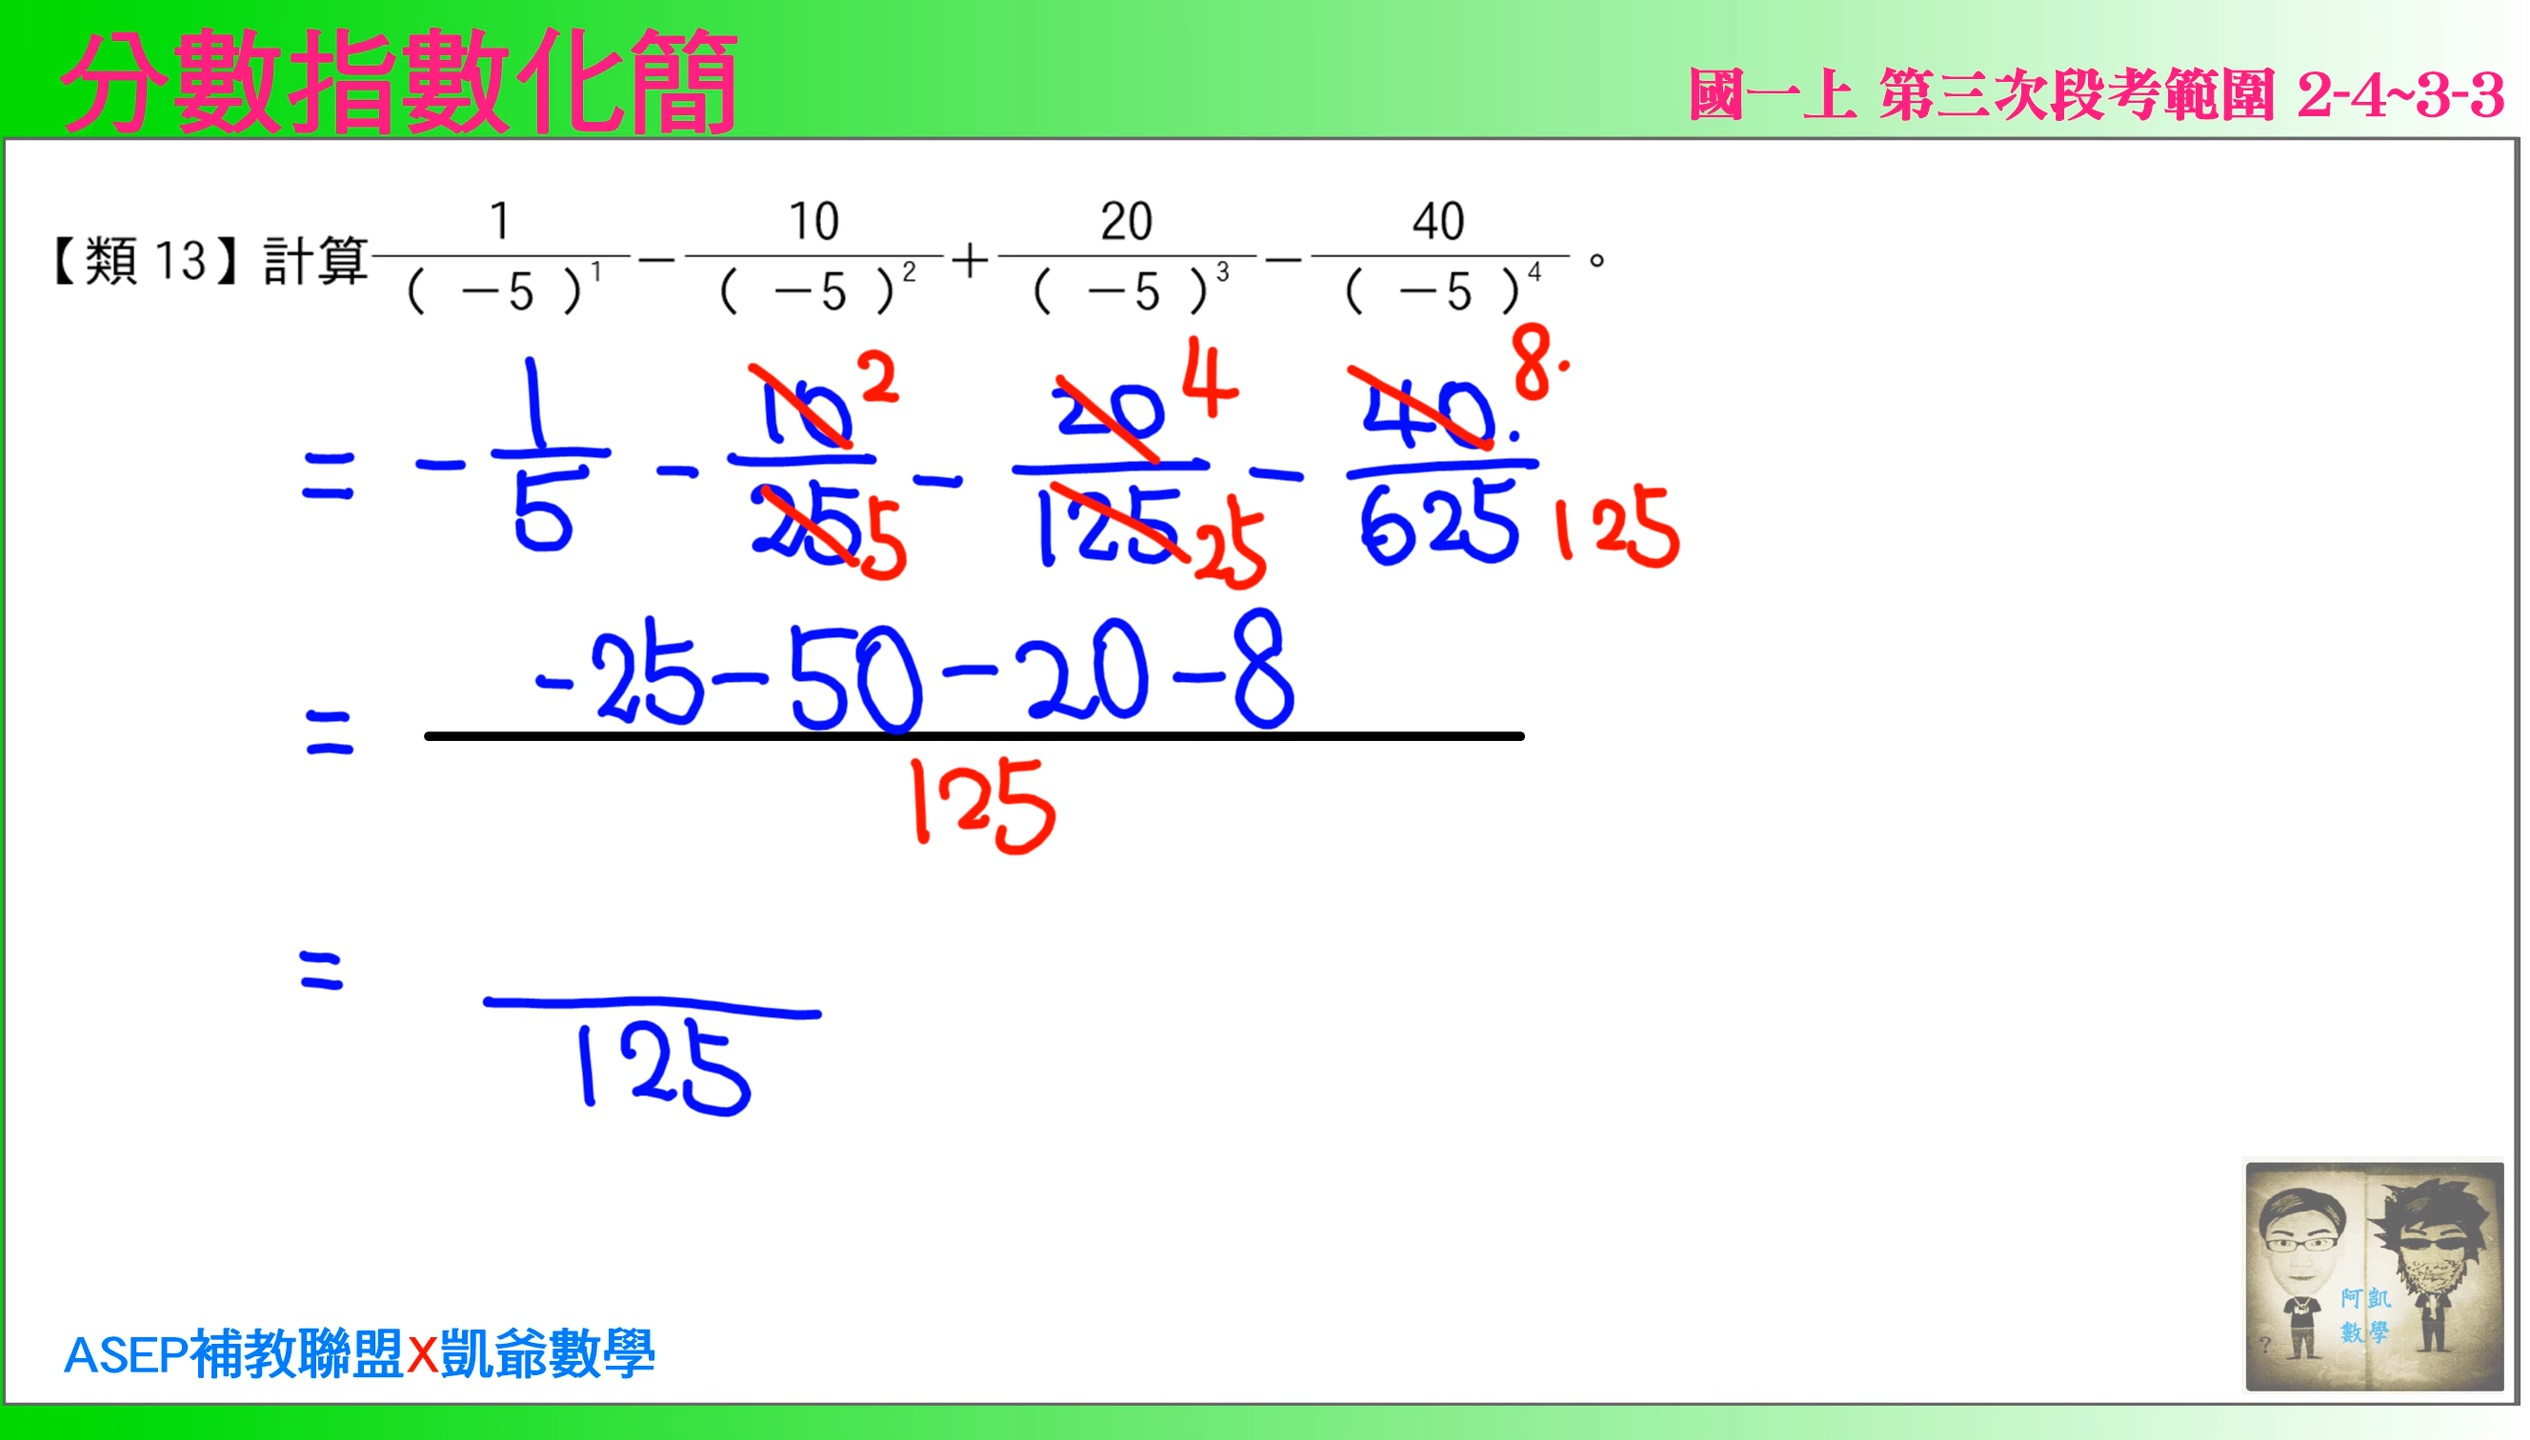 分數指數化簡
國一上 第三次段考範圍 2-4~3-3
【類 13】計算 1/( -5 )¹ - 10/( -5 )² + 20/( -5 )³ - 40/( -5 )⁴ 。
= - 1/5 - 10/25 - 20/125 - 40/625
2 4 8
5 25 125
= -25-50-20-8 / 125
= / 125
阿凱
數學
?
ASEP補教聯盟X凱爺數學